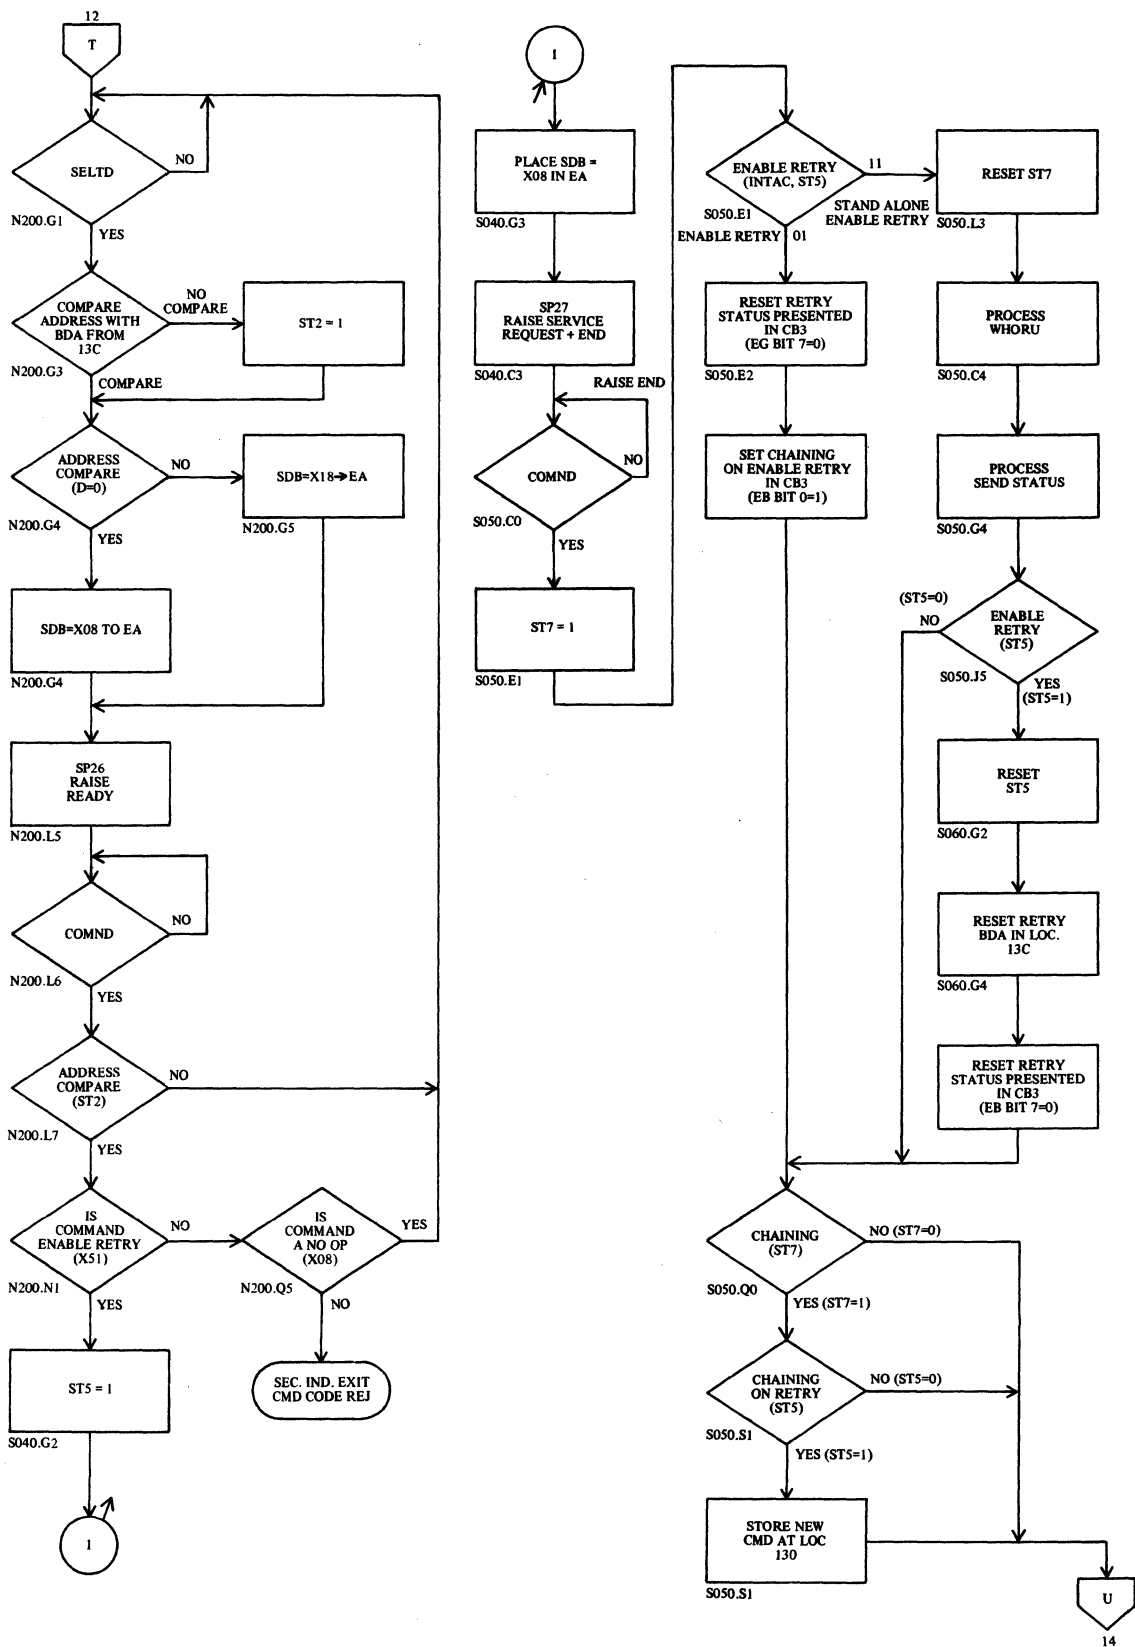 12
T
SELTD
NO
N200.G1
YES
COMPARE
ADDRESS WITH
BDA FROM
13C
NO
COMPARE
ST2 = 1
N200.G3
COMPARE
ADDRESS
COMPARE
(D=0)
NO
SDB=X18→EA
N200.G4
YES
N200.G5
SDB=X08 TO EA
N200.G4
SP26
RAISE
READY
N200.L5
COMND
NO
N200.L6
YES
ADDRESS
COMPARE
(ST2)
NO
N200.L7
YES
IS
COMMAND
ENABLE RETRY
(X51)
NO
IS
COMMAND
A NO OP
(X08)
YES
N200.N1
YES
N200.Q5
NO
SEC. IND. EXIT
CMD CODE REJ
ST5 = 1
S040.G2
1
1
PLACE SDB =
X08 IN EA
S040.G3
SP27
RAISE SERVICE
REQUEST + END
S040.C3
RAISE END
COMND
NO
S050.C0
YES
ST7 = 1
S050.E1
ENABLE RETRY
(INTAC, ST5)
11
STAND ALONE
ENABLE RETRY
S050.E1
ENABLE RETRY
01
RESET RETRY
STATUS PRESENTED
IN CB3
(EG BIT 7=0)
S050.E2
SET CHAINING
ON ENABLE RETRY
IN CB3
(EB BIT 0=1)
RESET ST7
S050.L3
PROCESS
WHORU
S050.C4
PROCESS
SEND STATUS
S050.G4
(ST5=0)
NO
ENABLE
RETRY
(ST5)
S050.J5
YES
(ST5=1)
RESET
ST5
S060.G2
RESET RETRY
BDA IN LOC.
13C
S060.G4
RESET RETRY
STATUS PRESENTED
IN CB3
(EB BIT 7=0)
CHAINING
(ST7)
NO (ST7=0)
S050.Q0
YES (ST7=1)
CHAINING
ON RETRY
(ST5)
NO (ST5=0)
S050.S1
YES (ST5=1)
STORE NEW
CMD AT LOC
130
S050.S1
U
14